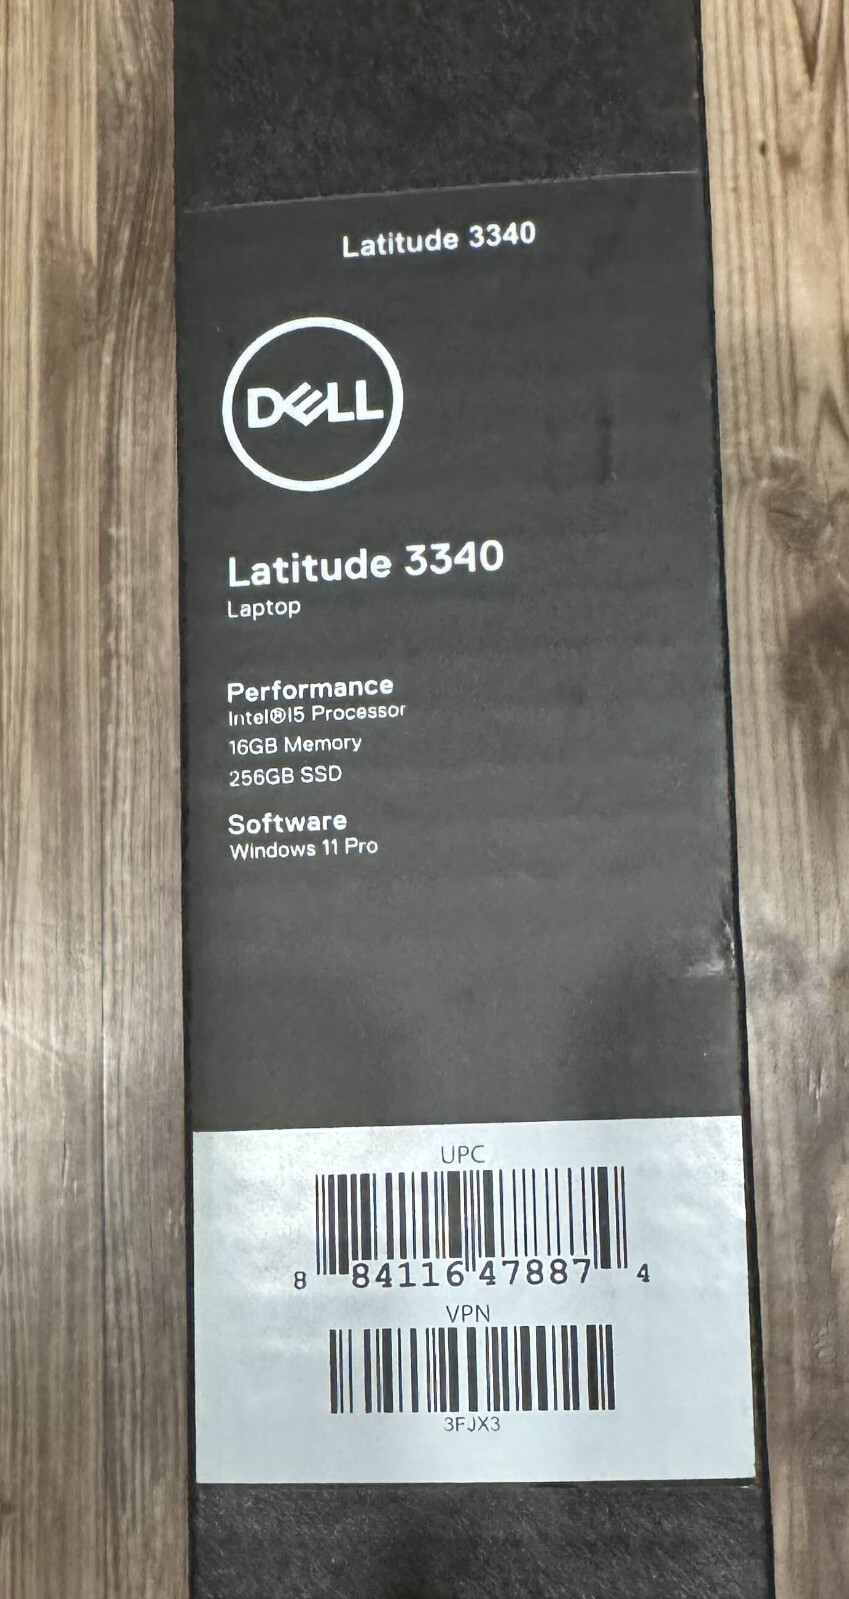 Latitude 3340
DELL
Latitude 3340
Laptop
Performance
Intel®I5 Processor
16GB Memory
256GB SSD
Software
Windows 11 Pro
UPC
8 84116 47887 4
VPN
3FJX3